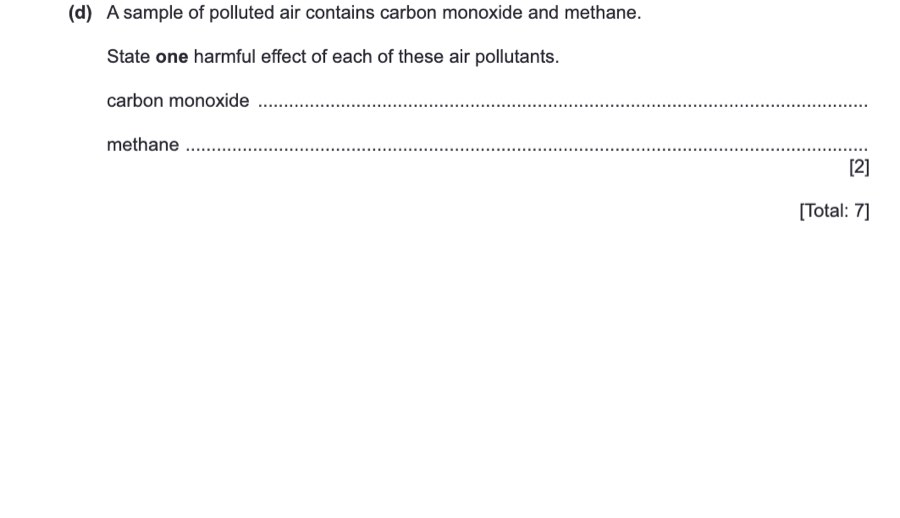 (d) A sample of polluted air contains carbon monoxide and methane.
State one harmful effect of each of these air pollutants.
carbon monoxide ................................................................................................................................
methane ................................................................................................................................................
[2]
[Total: 7]